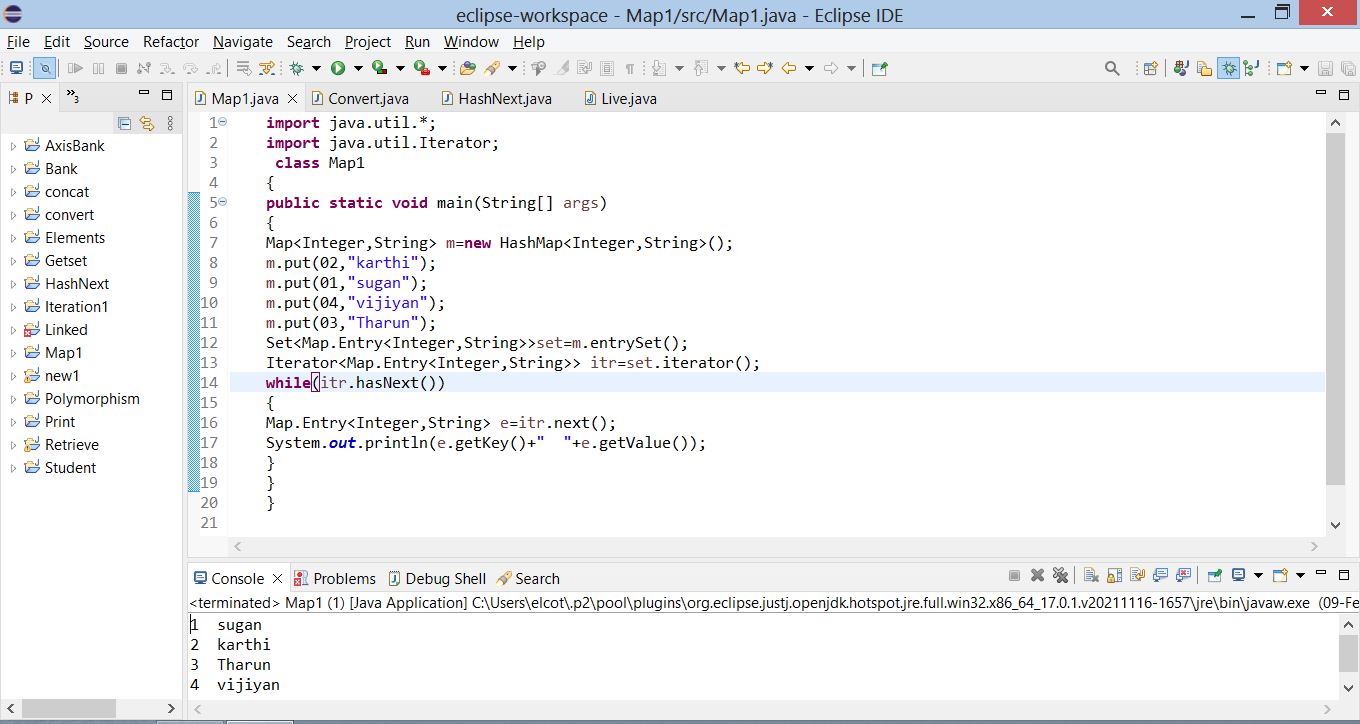 eclipse-workspace - Map1/src/Map1.java - Eclipse IDE
File Edit Source Refactor Navigate Search Project Run Window Help
P
»3
Map1.java Convert.java HashNext.java Live.java
AxisBank
Bank
concat
convert
Elements
Getset
HashNext
Iteration1
Linked
Map1
new1
Polymorphism
Print
Retrieve
Student
1 import java.util.*;
2 import java.util.Iterator;
3 class Map1
4 {
5 public static void main(String[] args)
6 {
7 Map<Integer,String> m=new HashMap<Integer,String>();
8 m.put(02,"karthi");
9 m.put(01,"sugan");
10 m.put(04,"vijiyan");
11 m.put(03,"Tharun");
12 Set<Map.Entry<Integer,String>>set=m.entrySet();
13 Iterator<Map.Entry<Integer,String>> itr=set.iterator();
14 while(itr.hasNext())
15 {
16 Map.Entry<Integer,String> e=itr.next();
17 System.out.println(e.getKey()+"  "+e.getValue());
18 }
19 }
20 }
21
Console Problems Debug Shell Search
<terminated> Map1 (1) [Java Application] C:\Users\elcot\.p2\pool\plugins\org.eclipse.justj.openjdk.hotspot.jre.full.win32.x86_64_17.0.1.v20211116-1657\jre\bin\javaw.exe (09-Fe
1  sugan
2  karthi
3  Tharun
4  vijiyan